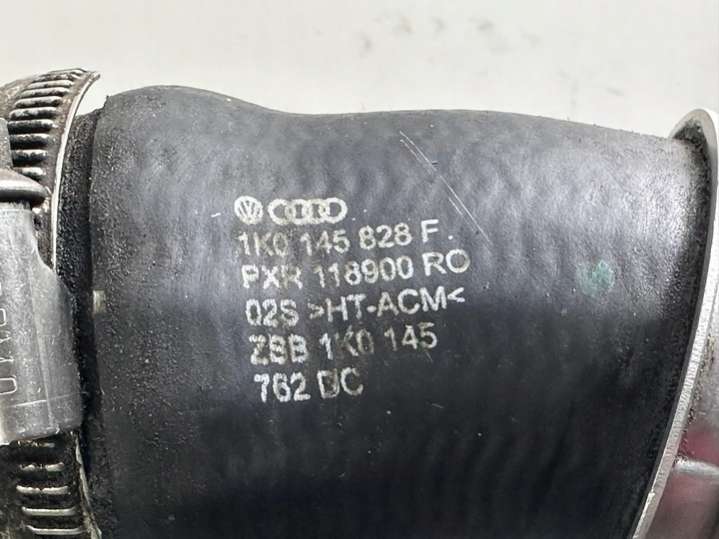 1K0 145 828 F.
PXR 118900 RO
02S >HT-ACM<
ZSB 1K0 145
762 DC